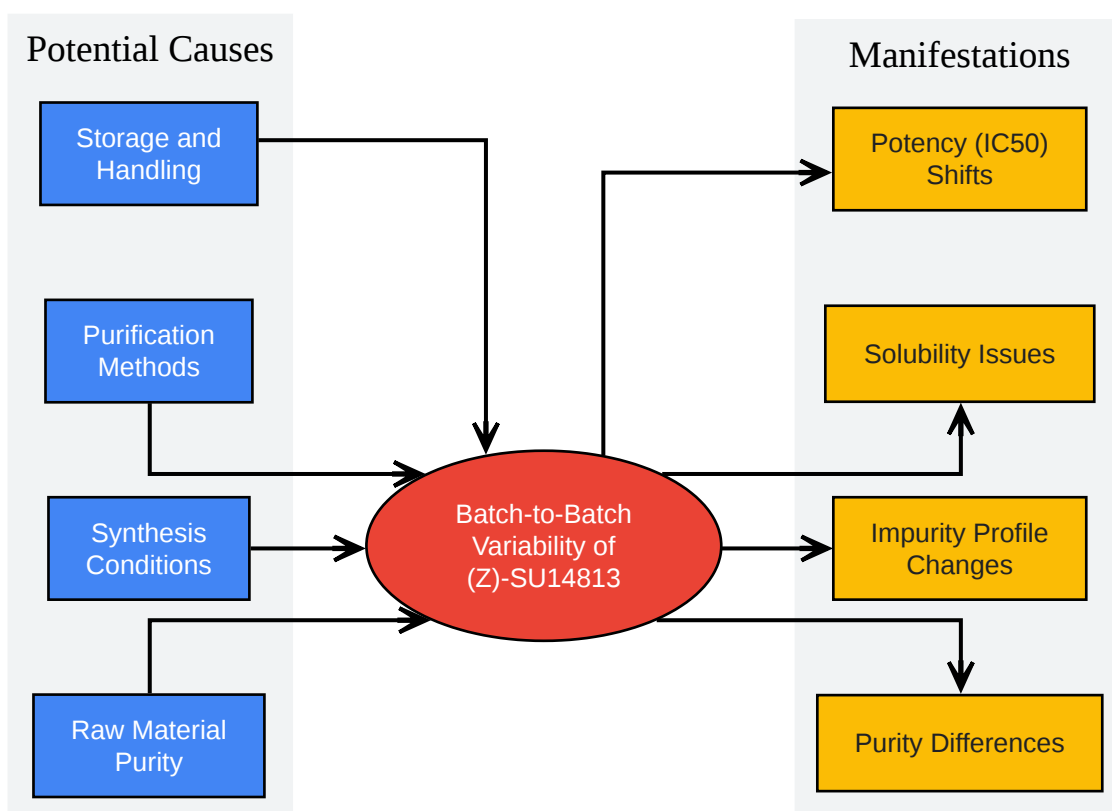 Potential Causes
Storage and
Handling
Purification
Methods
Synthesis
Conditions
Raw Material
Purity
Batch-to-Batch
Variability of
(Z)-SU14813
Manifestations
Potency (IC50)
Shifts
Solubility Issues
Impurity Profile
Changes
Purity Differences